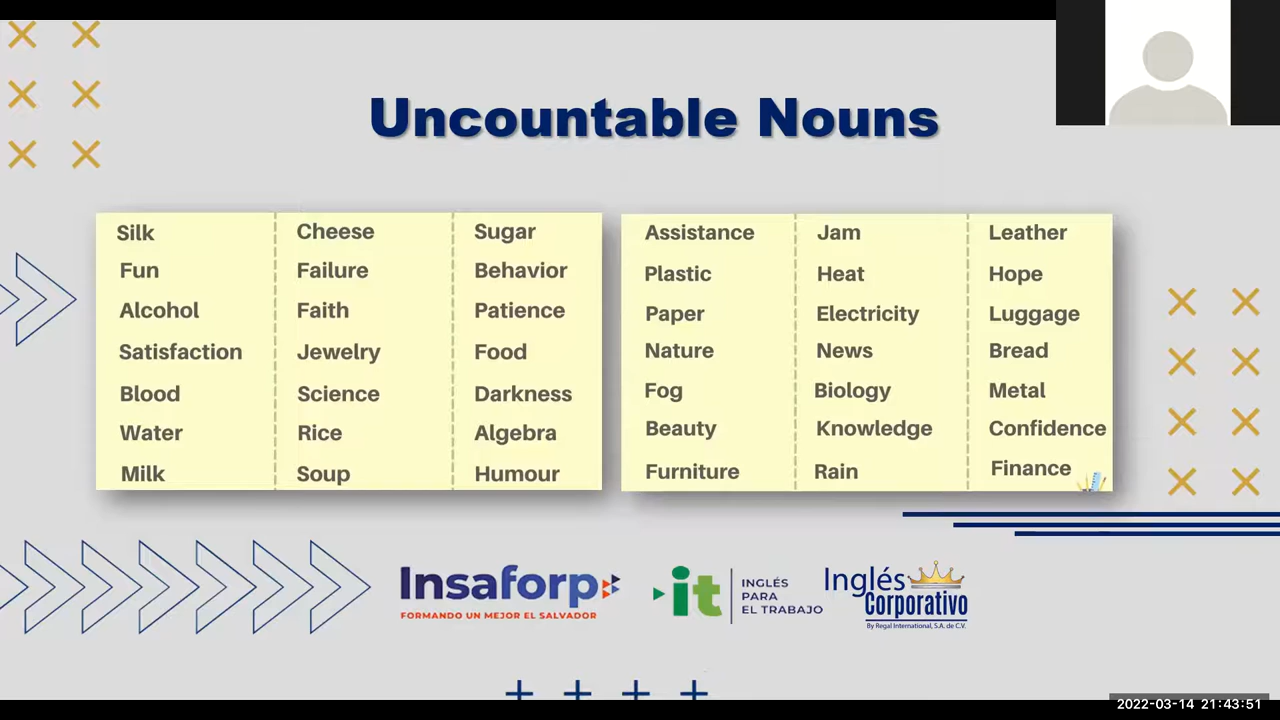 Uncountable Nouns
Silk Cheese Sugar
Fun Failure Behavior
Alcohol Faith Patience
Satisfaction Jewelry Food
Blood Science Darkness
Water Rice Algebra
Milk Soup Humour
Assistance Jam Leather
Plastic Heat Hope
Paper Electricity Luggage
Nature News Bread
Fog Biology Metal
Beauty Knowledge Confidence
Furniture Rain Finance
Insaforp
FORMANDO UN MEJOR EL SALVADOR
it
INGLÉS
PARA
EL TRABAJO
Inglés
Corporativo
By Regal International, S.A. de C.V.
2022-03-14 21:43:51